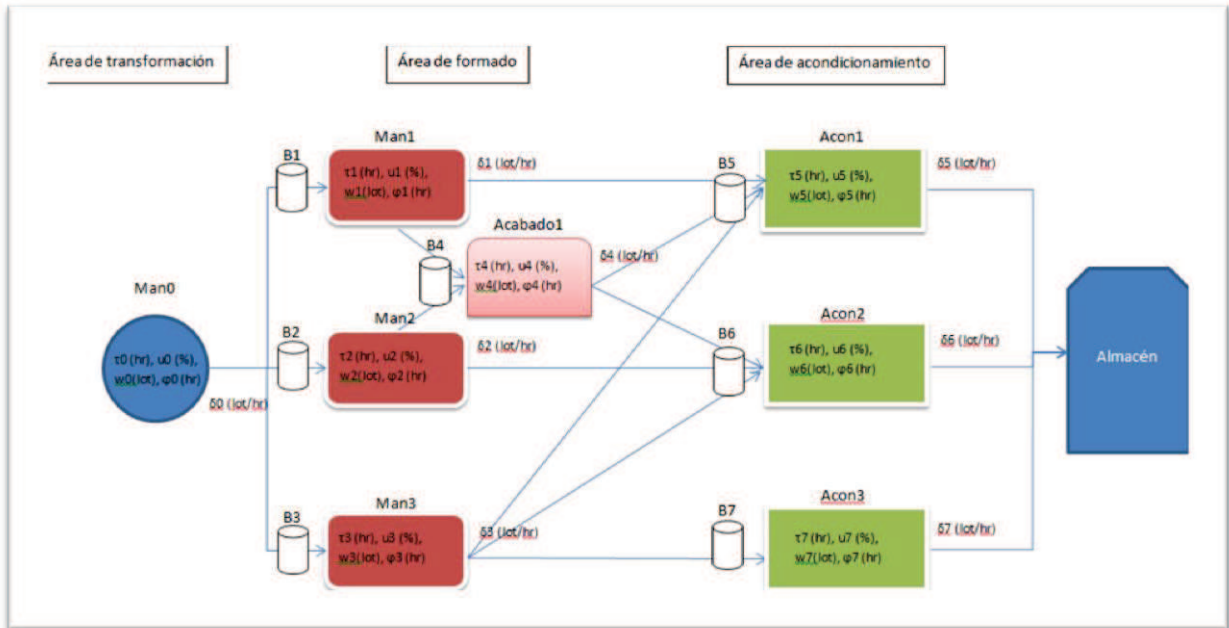 Área de transformación
Área de formado
Área de acondicionamiento
Man1
Acon1
B1
δ1 (lot/hr)
B5
δ5 (lot/hr)
τ1 (hr), u1 (%),
w1(lot), φ1 (hr)
τ5 (hr), u5 (%),
w5(lot), φ5 (hr)
Acabado1
B4
δ4 (lot/hr)
τ4 (hr), u4 (%),
w4(lot), φ4 (hr)
Man0
Man2
Acon2
B2
δ2 (lot/hr)
B6
δ6 (lot/hr)
τ0 (hr), u0 (%),
w0(lot), φ0 (hr)
τ2 (hr), u2 (%),
w2(lot), φ2 (hr)
τ6 (hr), u6 (%),
w6(lot), φ6 (hr)
Almacén
δ0 (lot/hr)
Man3
Acon3
B3
δ3 (lot/hr)
B7
δ7 (lot/hr)
τ3 (hr), u3 (%),
w3(lot), φ3 (hr)
τ7 (hr), u7 (%),
w7(lot), φ7 (hr)